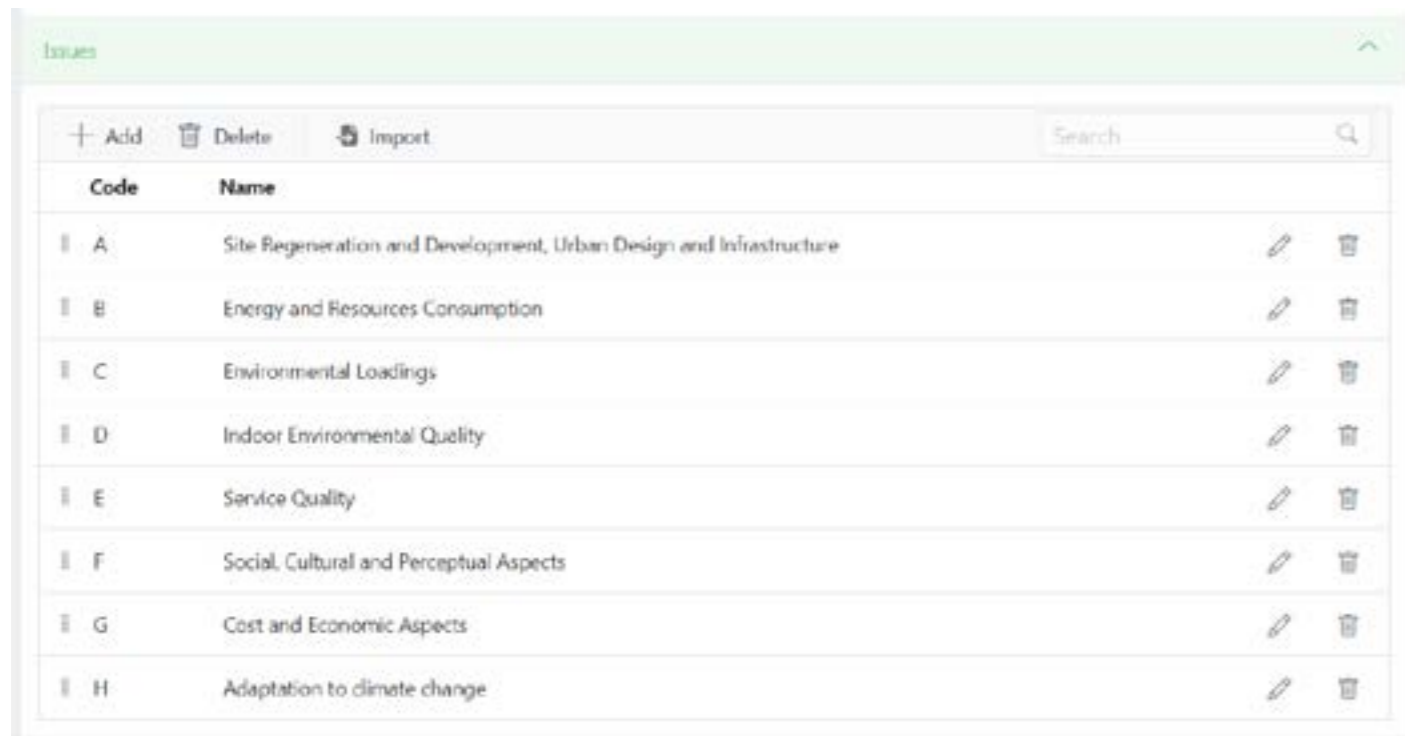 Issues
Add Delete Import Search
Code Name
A Site Regeneration and Development, Urban Design and Infrastructure
B Energy and Resources Consumption
C Environmental Loadings
D Indoor Environmental Quality
E Service Quality
F Social, Cultural and Perceptual Aspects
G Cost and Economic Aspects
H Adaptation to climate change